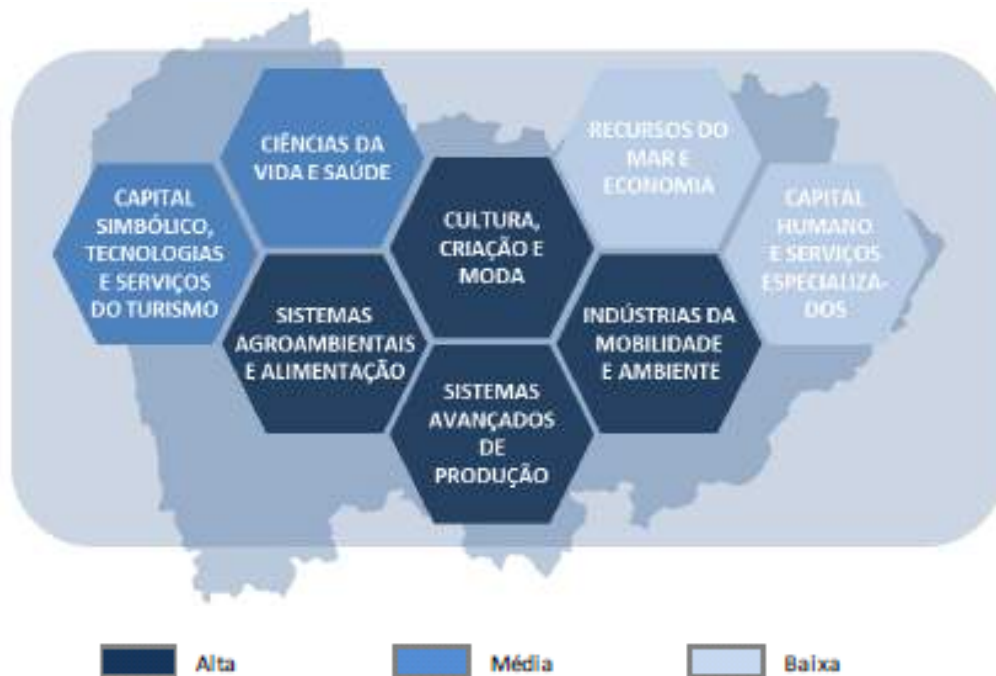 CIÊNCIAS DA
VIDA E SAÚDE
RECURSOS DO
MAR E
ECONOMIA
CAPITAL
SIMBÓLICO,
TECNOLOGIAS
E SERVIÇOS
DO TURISMO
CULTURA,
CRIAÇÃO E
MODA
CAPITAL
HUMANO
E SERVIÇOS
ESPECIALIZA-
DOS
SISTEMAS
AGROAMBIENTAIS
E ALIMENTAÇÃO
INDÚSTRIAS DA
MOBILIDADE
E AMBIENTE
SISTEMAS
AVANÇADOS
DE
PRODUÇÃO
Alta
Média
Baixa